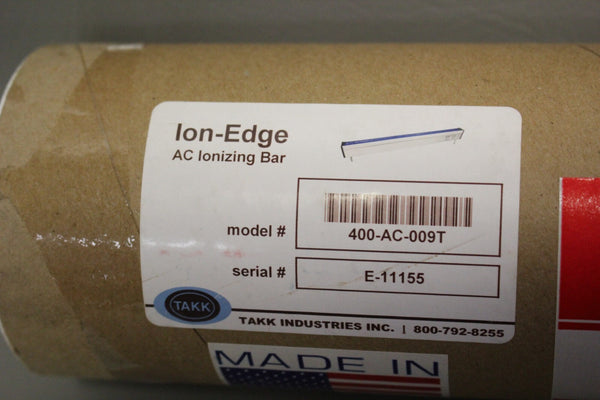 Ion-Edge
AC Ionizing Bar
model #
400-AC-009T
serial #
E-11155
TAKK
TAKK INDUSTRIES INC. | 800-792-8255
MADE IN